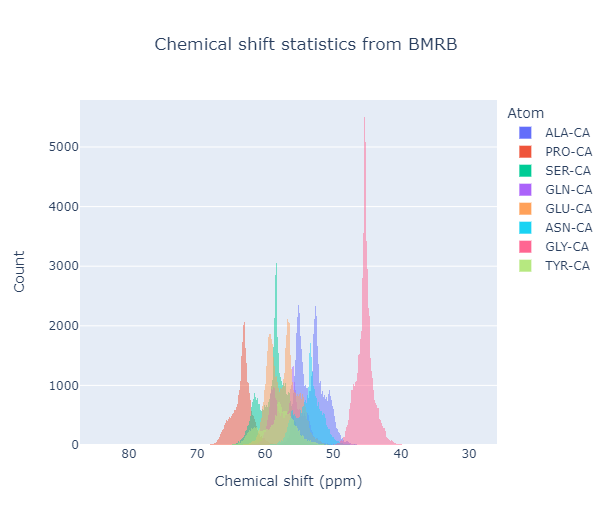 Chemical shift statistics from BMRB
Atom
ALA-CA
PRO-CA
SER-CA
GLN-CA
GLU-CA
ASN-CA
GLY-CA
TYR-CA
5000
4000
3000
2000
1000
0
Count
80 70 60 50 40 30
Chemical shift (ppm)